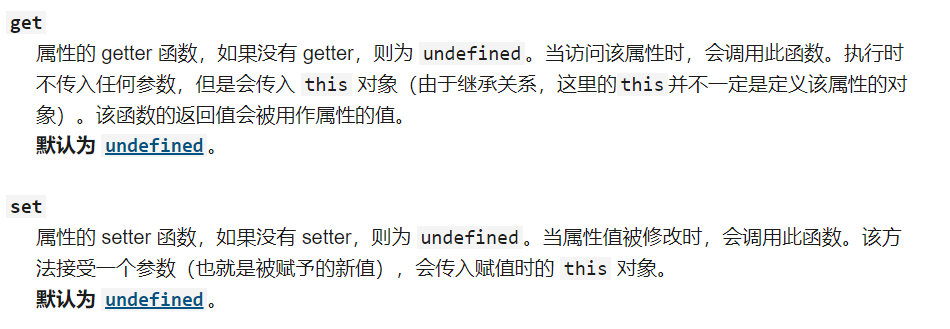 get
属性的 getter 函数，如果没有 getter，则为 undefined。当访问该属性时，会调用此函数。执行时
不传入任何参数，但是会传入 this 对象（由于继承关系，这里的this并不一定是定义该属性的对
象）。该函数的返回值会被用作属性的值。
默认为 undefined。
set
属性的 setter 函数，如果没有 setter，则为 undefined。当属性值被修改时，会调用此函数。该方
法接受一个参数（也就是被赋予的新值），会传入赋值时的 this 对象。
默认为 undefined。